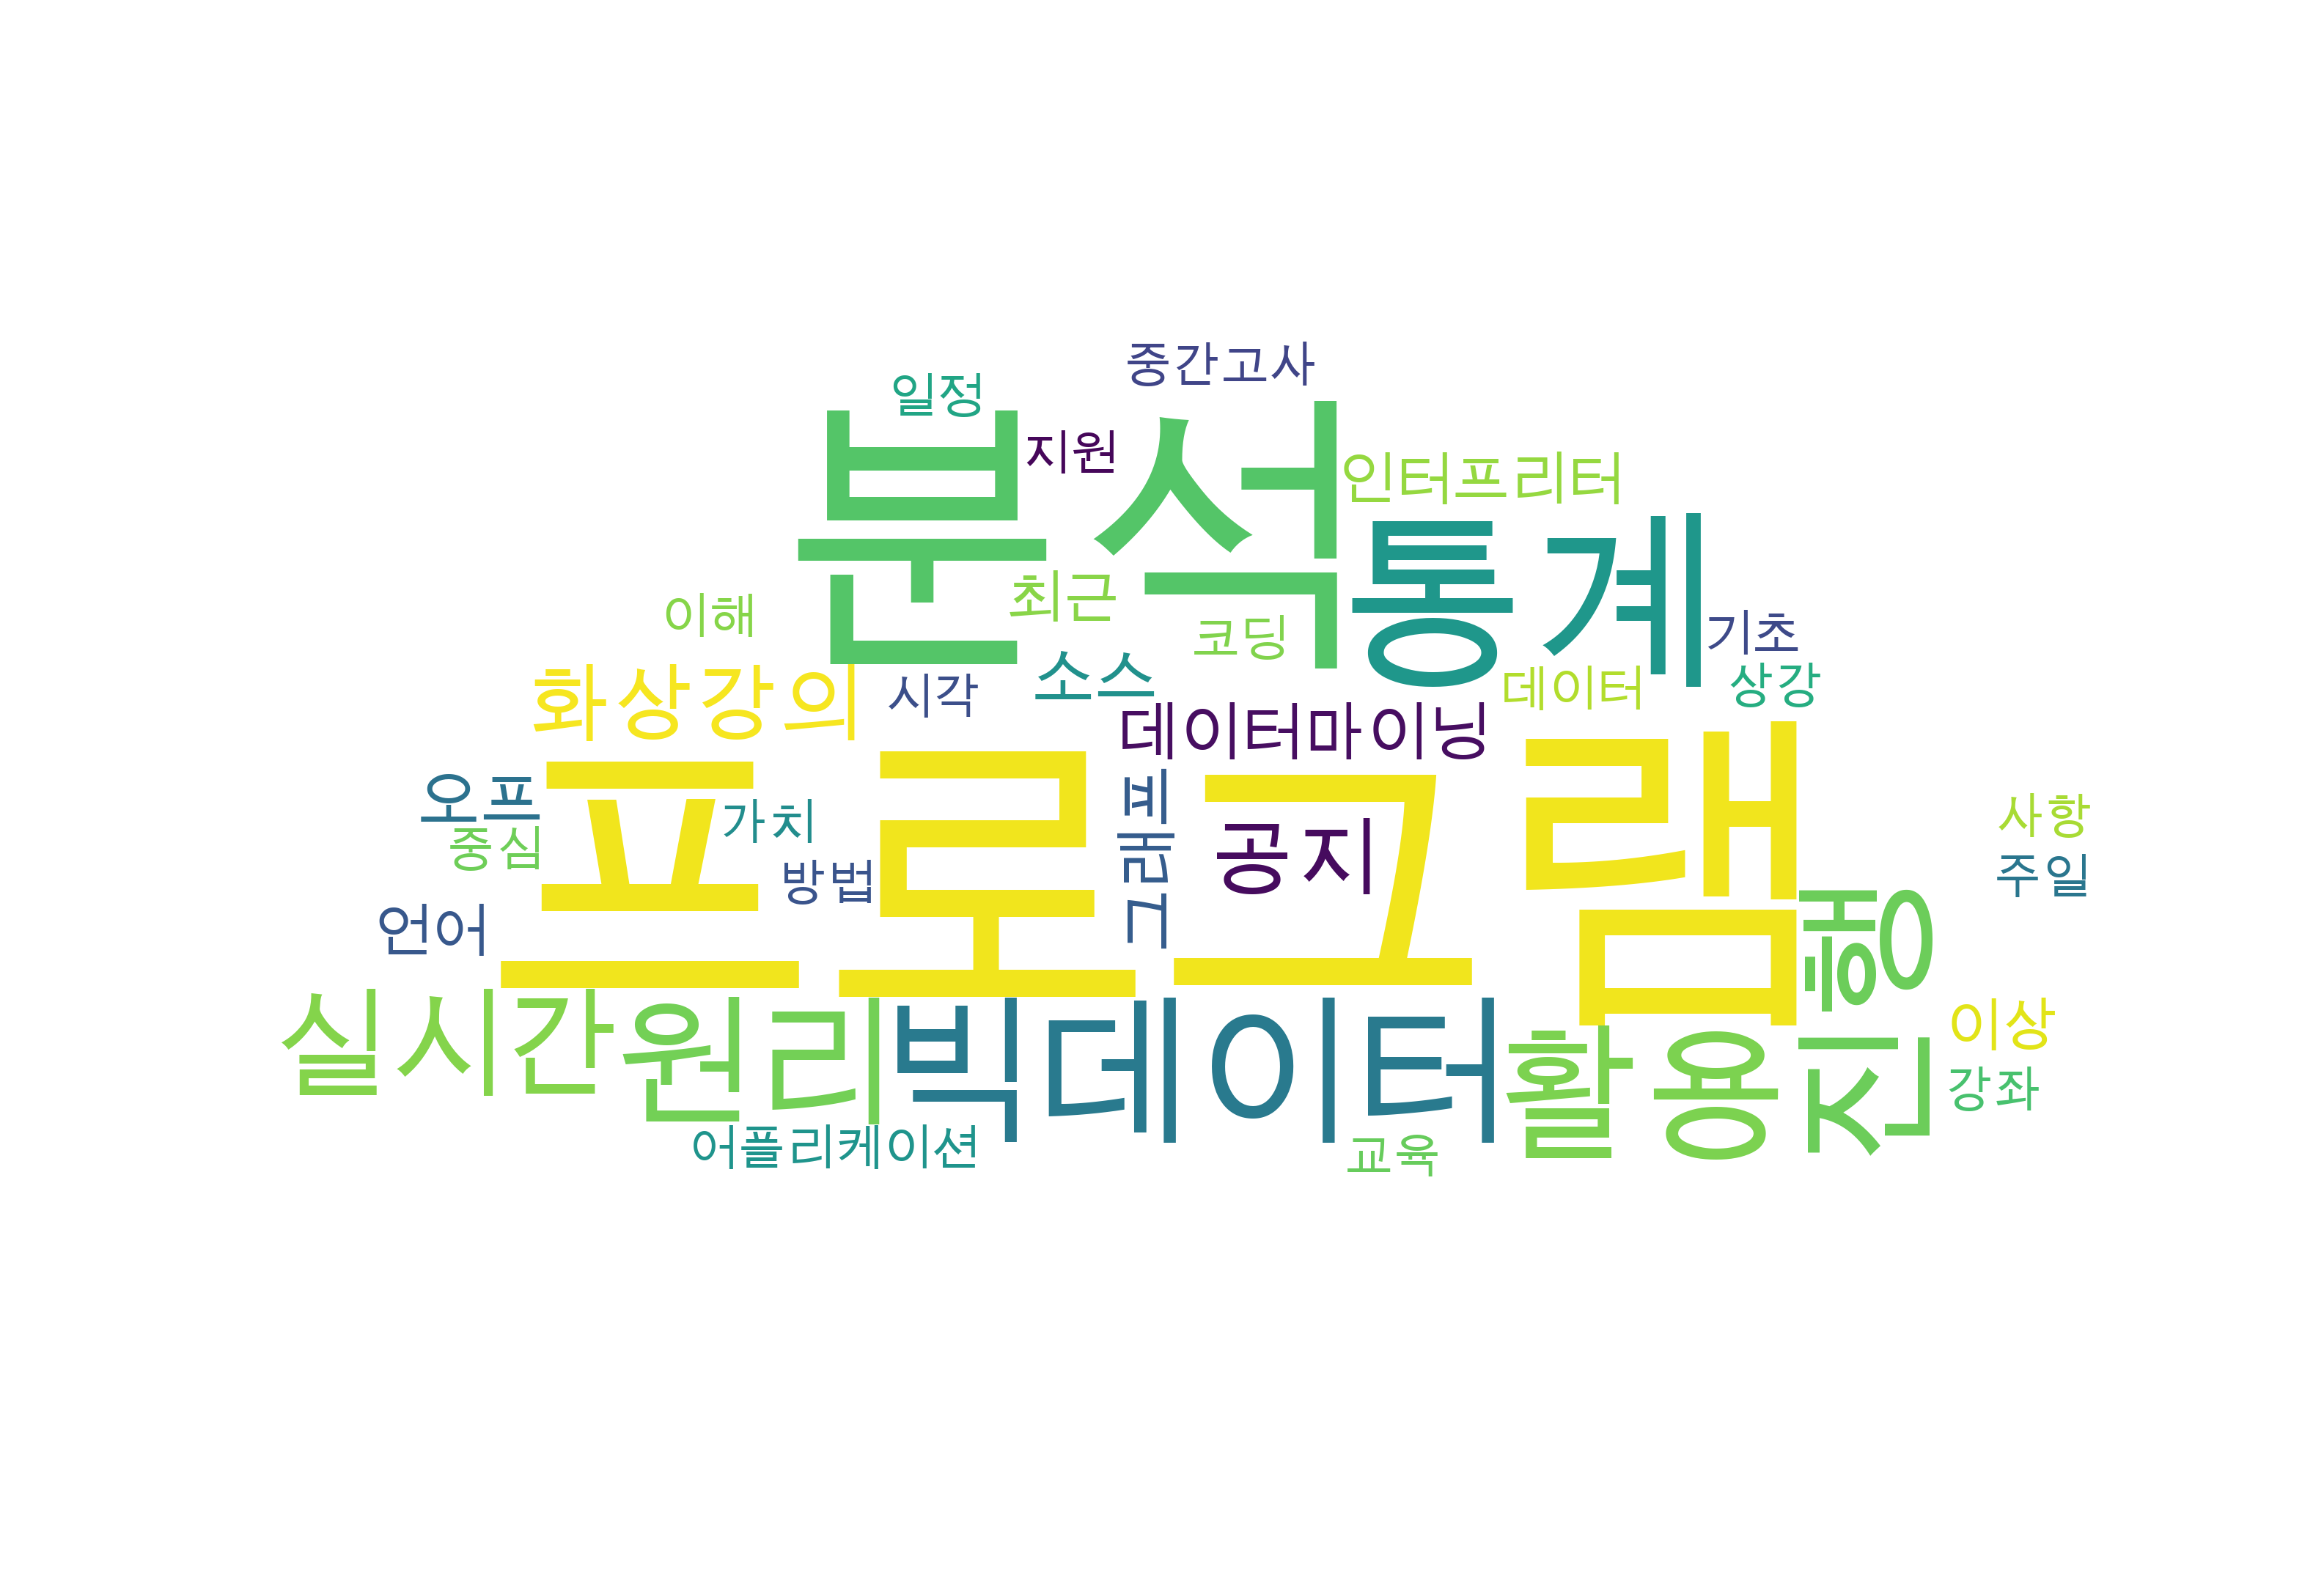 중간고사
일정
지원
분석
인터프리터
통계
최근
이해
코딩
기초
소스
화상강의
시각
데이터
상강
데이터마이닝
오프
프로그램
가치
그래프
공지
중심
방법
사항
주일
언어
진행
실시간
원리
빅데이터
활용
이상
강좌
어플리케이션
교육